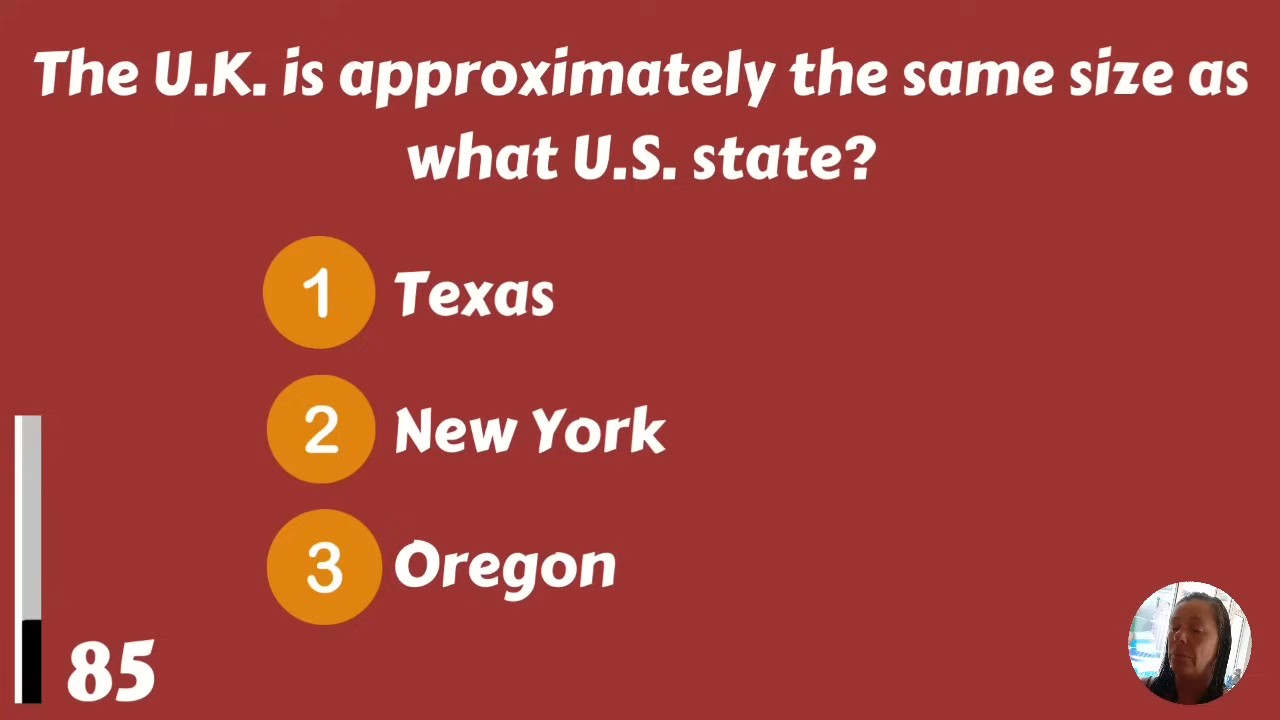 The U.K. is approximately the same size as
what U.S. state?
1 Texas
2 New York
3 Oregon
85